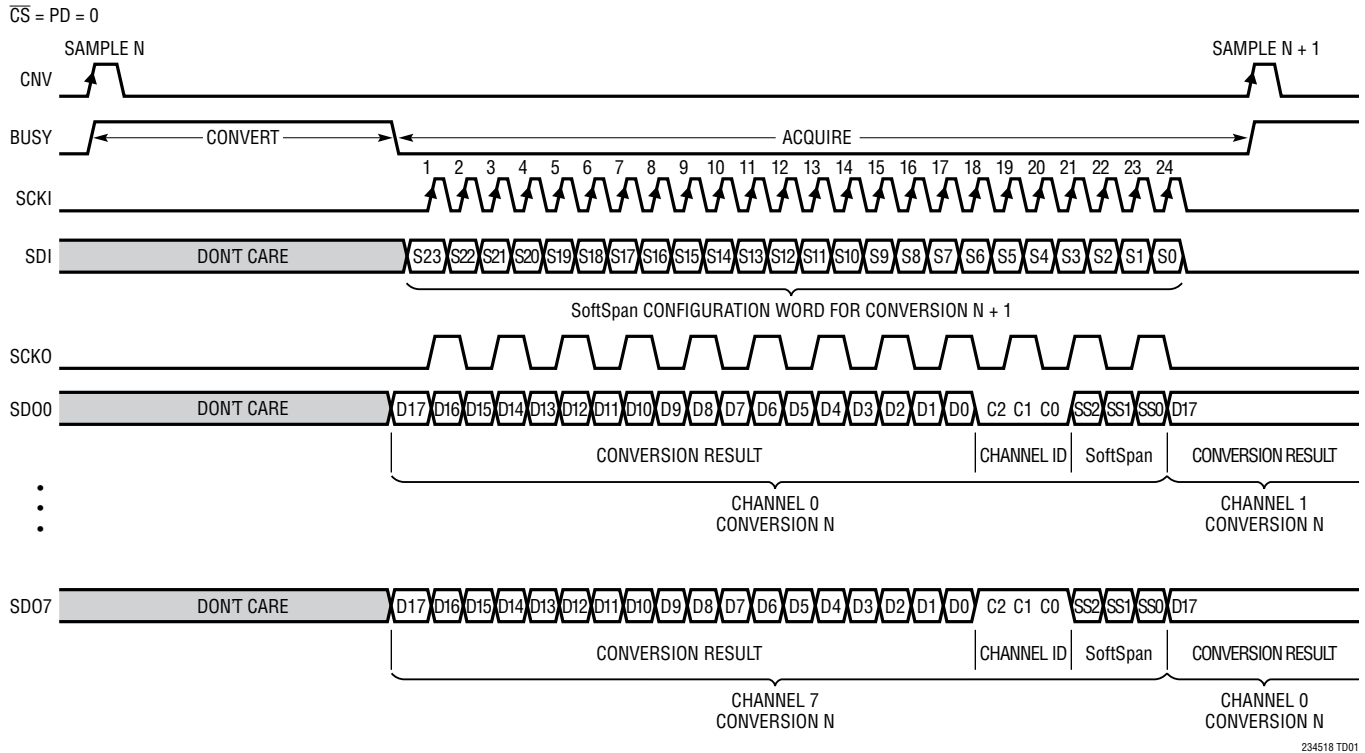 CS = PD = 0
SAMPLE N SAMPLE N + 1
CNV
BUSY CONVERT ACQUIRE
1 2 3 4 5 6 7 8 9 10 11 12 13 14 15 16 17 18 19 20 21 22 23 24
SCKI
SDI DON'T CARE S23 S22 S21 S20 S19 S18 S17 S16 S15 S14 S13 S12 S11 S10 S9 S8 S7 S6 S5 S4 S3 S2 S1 S0
SoftSpan CONFIGURATION WORD FOR CONVERSION N + 1
SCKO
SDO0 DON'T CARE D17 D16 D15 D14 D13 D12 D11 D10 D9 D8 D7 D6 D5 D4 D3 D2 D1 D0 C2 C1 C0 SS2 SS1 SS0 D17
CONVERSION RESULT CHANNEL ID SoftSpan CONVERSION RESULT
CHANNEL 0 CHANNEL 1
CONVERSION N CONVERSION N
SDO7 DON'T CARE D17 D16 D15 D14 D13 D12 D11 D10 D9 D8 D7 D6 D5 D4 D3 D2 D1 D0 C2 C1 C0 SS2 SS1 SS0 D17
CONVERSION RESULT CHANNEL ID SoftSpan CONVERSION RESULT
CHANNEL 7 CHANNEL 0
CONVERSION N CONVERSION N
234518 TD01